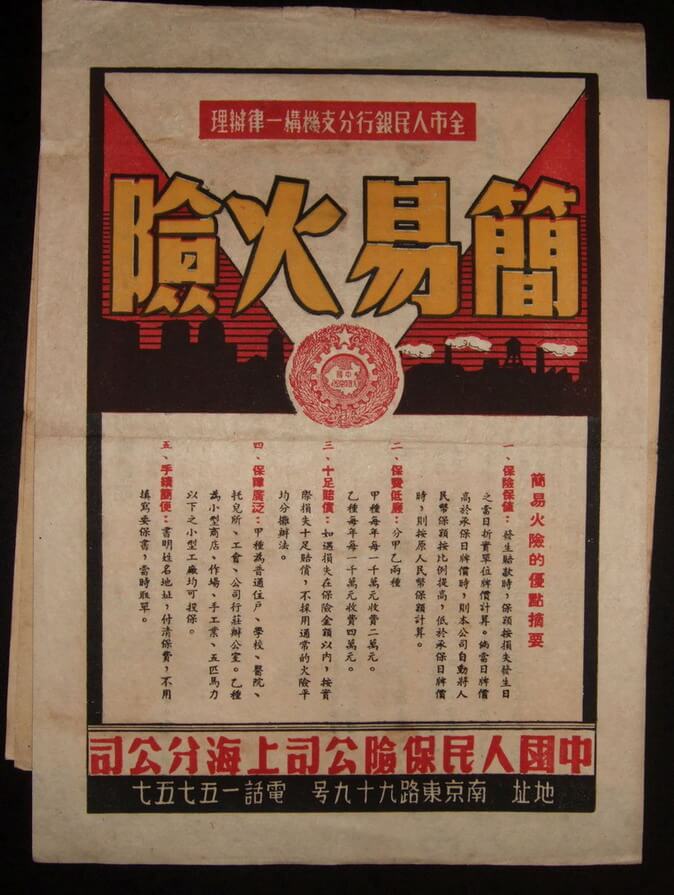 全市人民銀行分支機構一律辦理
簡易火險
簡易火險的優點摘要
一、保險保值：發生賠款時，保額按損失發生日
之當日折實單位牌價計算。倘當日牌價
高於承保日牌價時，則本公司自動將人
民幣保額按比例提高，低於承保日牌價
時，則按原人民幣保額計算。
二、保費低廉：分甲乙兩種
甲種每年每一千萬元收費二萬元。
乙種每年每一千萬元收費四萬元。
三、十足賠償：如遇損失在保險金額以內，按實
際損失十足賠償，不採用通常的火險平
均分攤辦法。
四、保障廣泛：甲種為普通住戶、學校、醫院、
托兒所、工會、公司行莊辦公室。乙種
為小型商店、作場、手工業、五匹馬力
以下之小型工廠均可投保。
五、手續簡便：書明姓名地址，付清保費，不用
填寫要保書，當時取單。
中國人民保險公司上海分公司
地址 南京東路九十九号 電話一五七五七